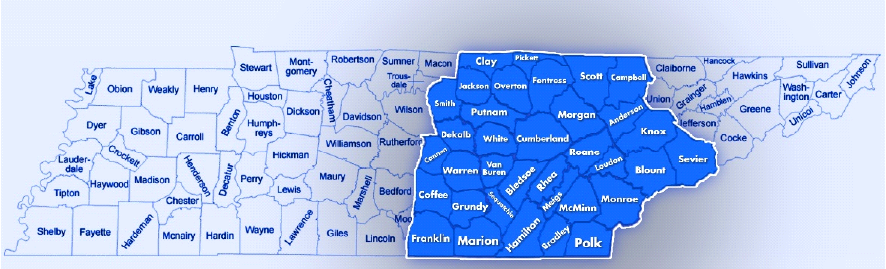 Lake
Obion
Weakly
Henry
Stewart
Mont-
gomery
Robertson
Sumner
Macon
Trous-
dale
Clay
Pickett
Scott
Campbell
Claiborne
Hancock
Hawkins
Sullivan
Johnson
Carter
Wash-
ington
Unicoi
Greene
Hamblen
Grainger
Union
Jefferson
Cocke
Dyer
Gibson
Carroll
Benton
Houston
Humph-
reys
Dickson
Cheatham
Davidson
Wilson
Smith
Jackson
Overton
Fentress
Putnam
Morgan
Anderson
Knox
Sevier
Blount
Loudon
Roane
Cumberland
White
Dekalb
Cannon
Rutherford
Williamson
Hickman
Perry
Decatur
Henderson
Crockett
Lauder-
dale
Tipton
Haywood
Madison
Chester
Lewis
Maury
Marshall
Bedford
Coffee
Warren
Van
Buren
Bledsoe
Rhea
Meigs
McMinn
Monroe
Shelby
Fayette
Hardeman
Mcnairy
Hardin
Wayne
Lawrence
Giles
Lincoln
Moo
Franklin
Grundy
Sequatchie
Marion
Hamilton
Bradley
Polk